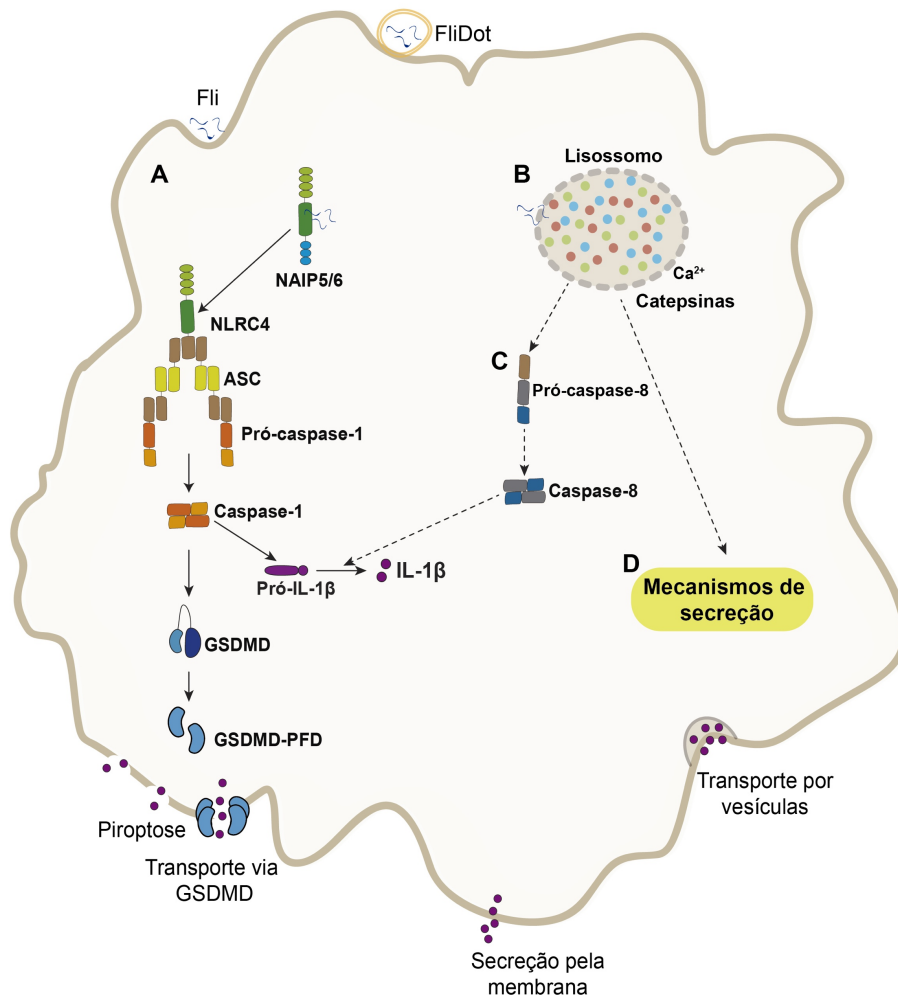 FliDot
Fli
A
NAIP5/6
NLRC4
ASC
Pró-caspase-1
Caspase-1
Pró-IL-1β
IL-1β
GSDMD
GSDMD-PFD
Piroptose
Transporte via
GSDMD
B
Lisossomo
Ca²⁺
Catepsinas
C
Pró-caspase-8
Caspase-8
D
Mecanismos de
secreção
Transporte por
vesículas
Secreção pela
membrana